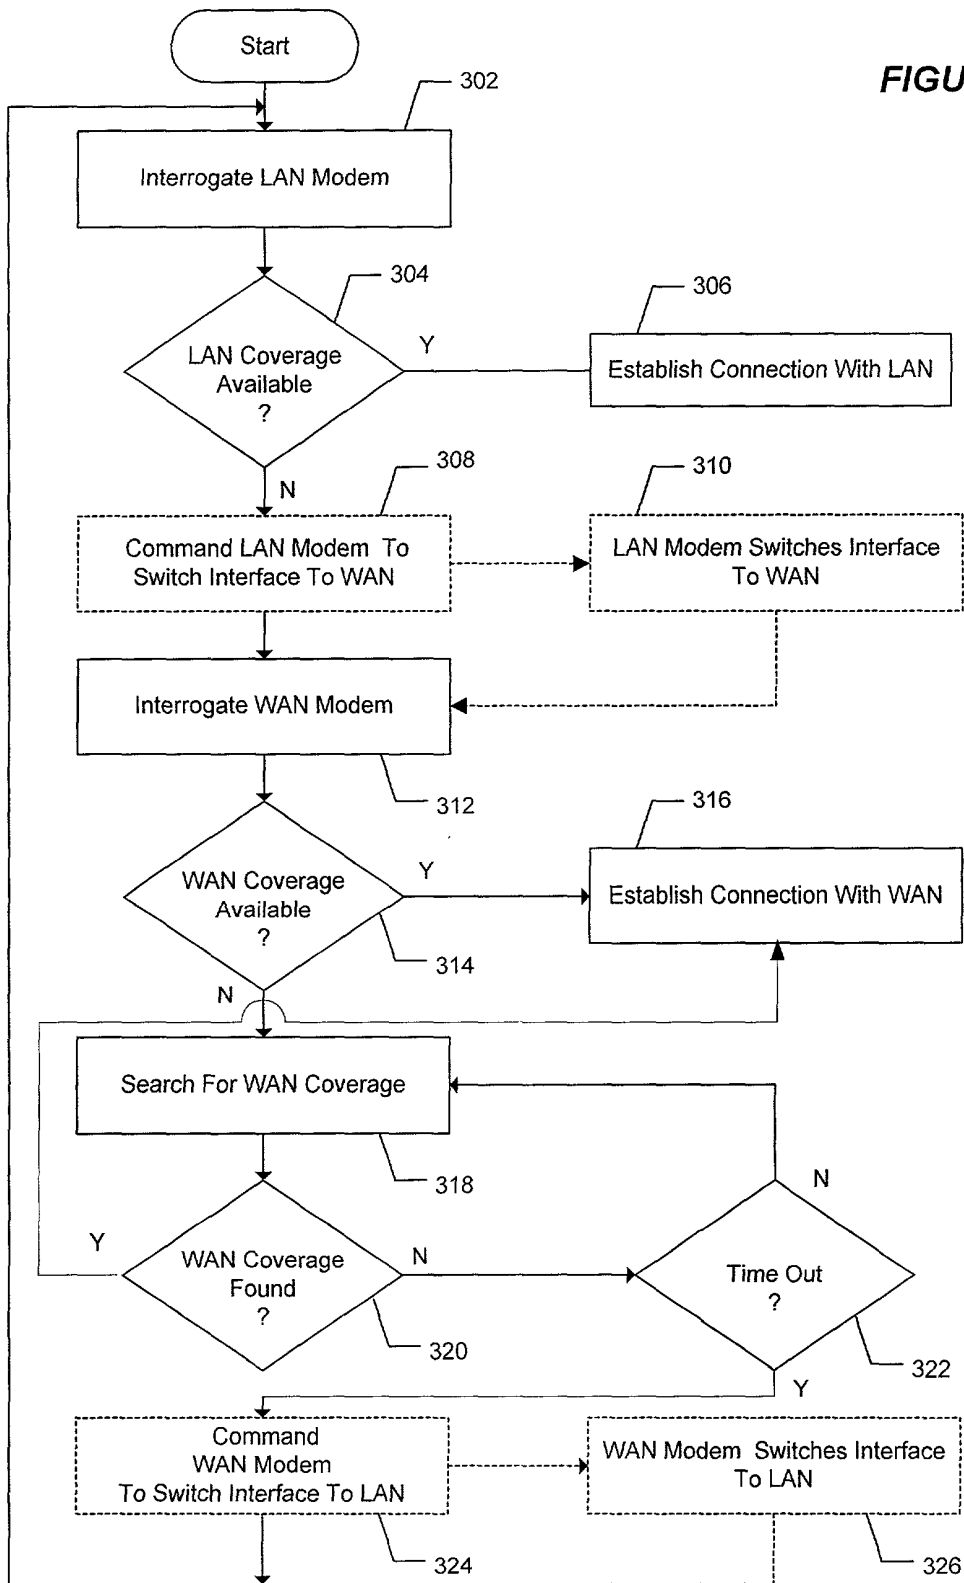 Start
FIGU
302
Interrogate LAN Modem
304
306
LAN Coverage
Available
?
Y
Establish Connection With LAN
N
308
310
Command LAN Modem To
Switch Interface To WAN
LAN Modem Switches Interface
To WAN
Interrogate WAN Modem
312
316
WAN Coverage
Available
?
Y
Establish Connection With WAN
314
N
Search For WAN Coverage
318
N
Y
WAN Coverage
Found
?
N
Time Out
?
320
322
Y
Command
WAN Modem
To Switch Interface To LAN
WAN Modem Switches Interface
To LAN
324
326